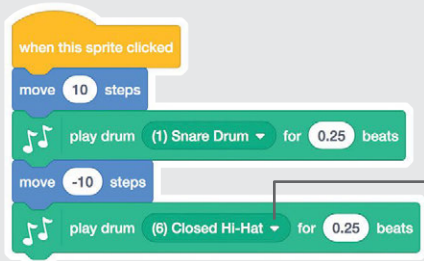 when this sprite clicked
move 10 steps
play drum (1) Snare Drum for 0.25 beats
move -10 steps
play drum (6) Closed Hi-Hat for 0.25 beats